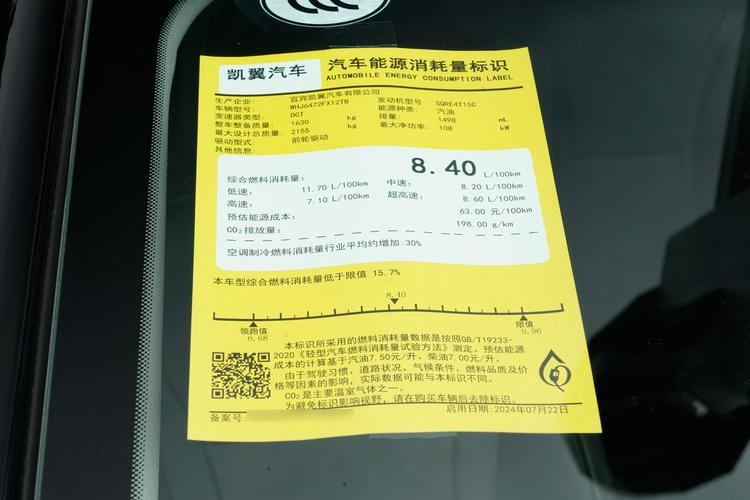 凯翼汽车
汽车能源消耗量标识
AUTOMOBILE ENERGY CONSUMPTION LABEL
生产企业: 宜宾凯翼汽车有限公司
车辆型号: WHJ6472FX12TB 发动机型号: SQRE4T15C
变速器类型: DCT 能源种类: 汽油
整车整备质量: 1630 kg 排量: 1498 mL
最大设计总质量: 2155 kg 最大净功率: 108 kW
驱动型式: 前轮驱动
其他信息:
综合燃料消耗量: 8.40 L/100km
低速: 11.70 L/100km 中速: 8.20 L/100km
高速: 7.10 L/100km 超高速: 8.60 L/100km
预估能源成本: 63.00 元/100km
CO₂排放量: 198.00 g/km
空调制冷燃料消耗量行业平均约增加:30%
本车型综合燃料消耗量低于限值 15.7%
8.40
领跑值 限值
6.68 9.96
本标识所采用的燃料消耗量数据是按照GB/T19233-
2020《轻型汽车燃料消耗量试验方法》测定。预估能源
成本的计算基于汽油7.50元/升、柴油7.00元/升。
由于驾驶习惯、道路状况、气候条件、燃料品质及价
格等因素的影响，实际数据可能与本标识不同。
CO₂是主要温室气体之一。
为避免标识影响视野，请在购买车辆后去除标识。
备案号: 启用日期:2024年07月22日